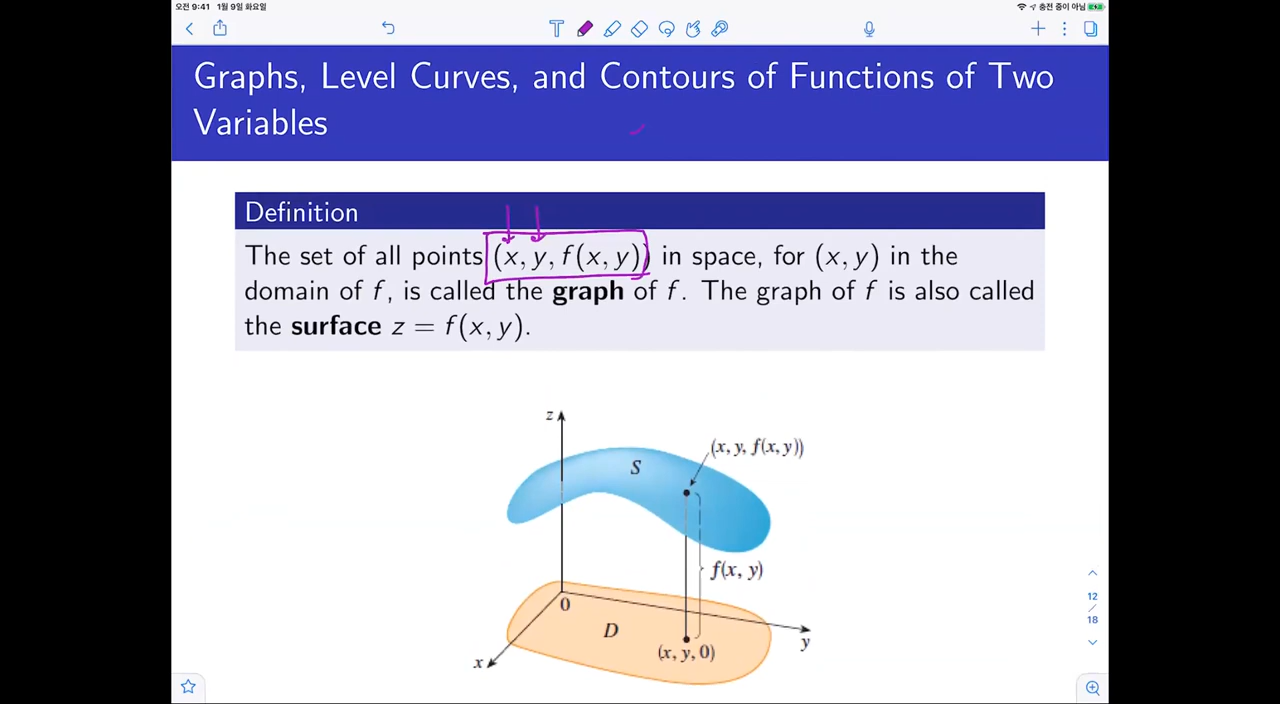 오전 9:41 1월 9일 화요일
충전 중이 아님
Graphs, Level Curves, and Contours of Functions of Two
Variables
Definition
The set of all points (x, y, f(x, y)) in space, for (x, y) in the
domain of f, is called the graph of f. The graph of f is also called
the surface z = f(x, y).
z
(x, y, f(x, y))
S
f(x, y)
0
D
(x, y, 0)
y
x
12
/
18